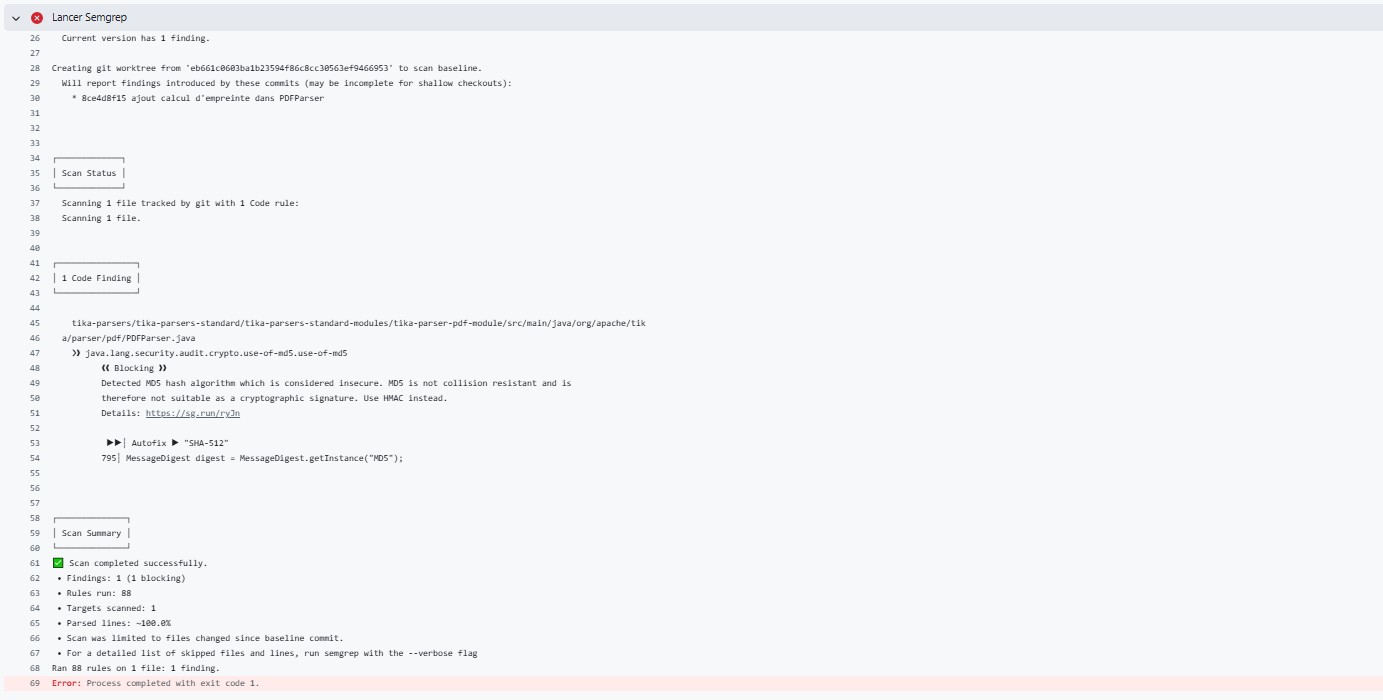 Lancer Semgrep
26 Current version has 1 finding.
27
28 Creating git worktree from 'eb661c0603ba1b23594f86c8cc30563ef9466953' to scan baseline.
29 Will report findings introduced by these commits (may be incomplete for shallow checkouts):
30 * 8ce4d8f15 ajout calcul d'empreinte dans PDFParser
31
32
33
34
35 Scan Status
36
37 Scanning 1 file tracked by git with 1 Code rule:
38 Scanning 1 file.
39
40
41
42 1 Code Finding
43
44
45 tika-parsers/tika-parsers-standard/tika-parsers-standard-modules/tika-parser-pdf-module/src/main/java/org/apache/tik
46 a/parser/pdf/PDFParser.java
47 ❯❯ java.lang.security.audit.crypto.use-of-md5.use-of-md5
48 ❰❰ Blocking ❱❱
49 Detected MD5 hash algorithm which is considered insecure. MD5 is not collision resistant and is
50 therefore not suitable as a cryptographic signature. Use HMAC instead.
51 Details: https://sg.run/ryJn
52
53 ▶▶┆ Autofix ▶ "SHA-512"
54 795┆ MessageDigest digest = MessageDigest.getInstance("MD5");
55
56
57
58
59 Scan Summary
60
61 ✅ Scan completed successfully.
62 • Findings: 1 (1 blocking)
63 • Rules run: 88
64 • Targets scanned: 1
65 • Parsed lines: ~100.0%
66 • Scan was limited to files changed since baseline commit.
67 • For a detailed list of skipped files and lines, run semgrep with the --verbose flag
68 Ran 88 rules on 1 file: 1 finding.
69 Error: Process completed with exit code 1.